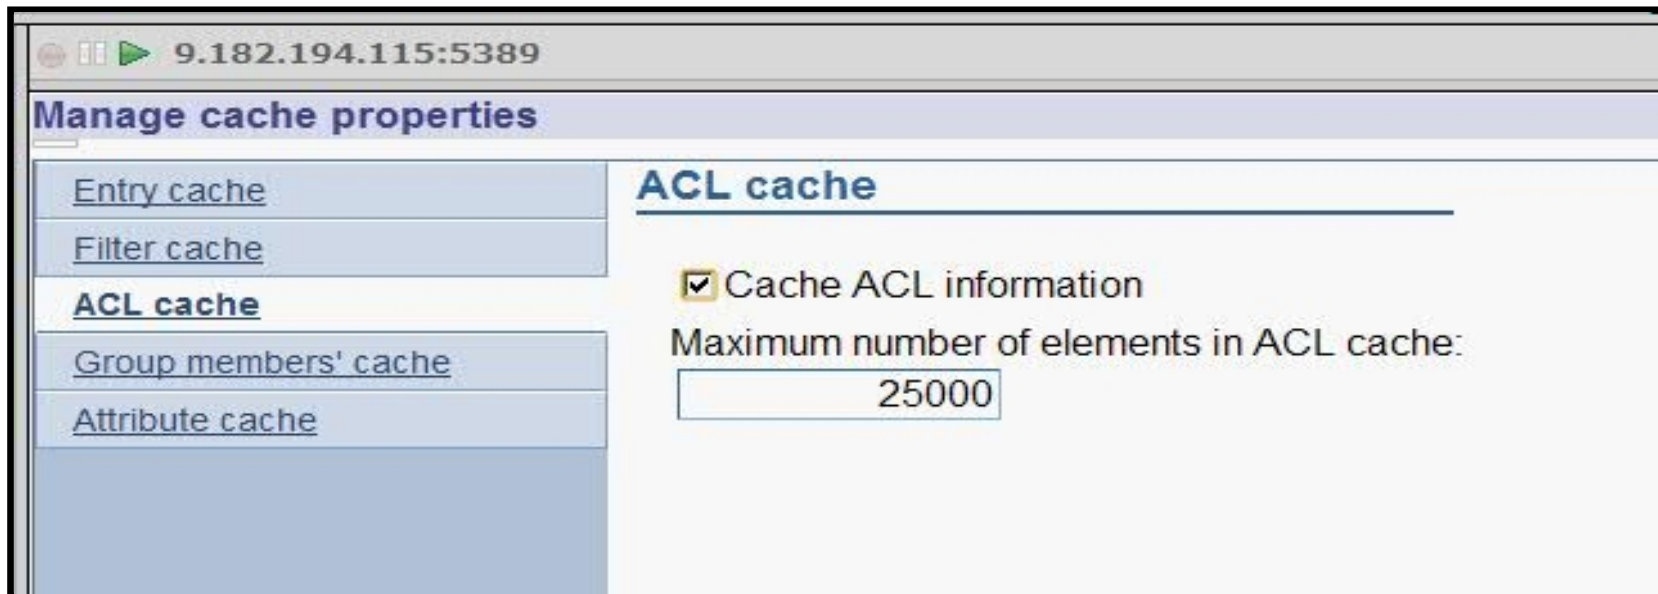 9.182.194.115:5389
Manage cache properties
Entry cache
Filter cache
ACL cache
Group members' cache
Attribute cache
ACL cache
Cache ACL information
Maximum number of elements in ACL cache:
25000